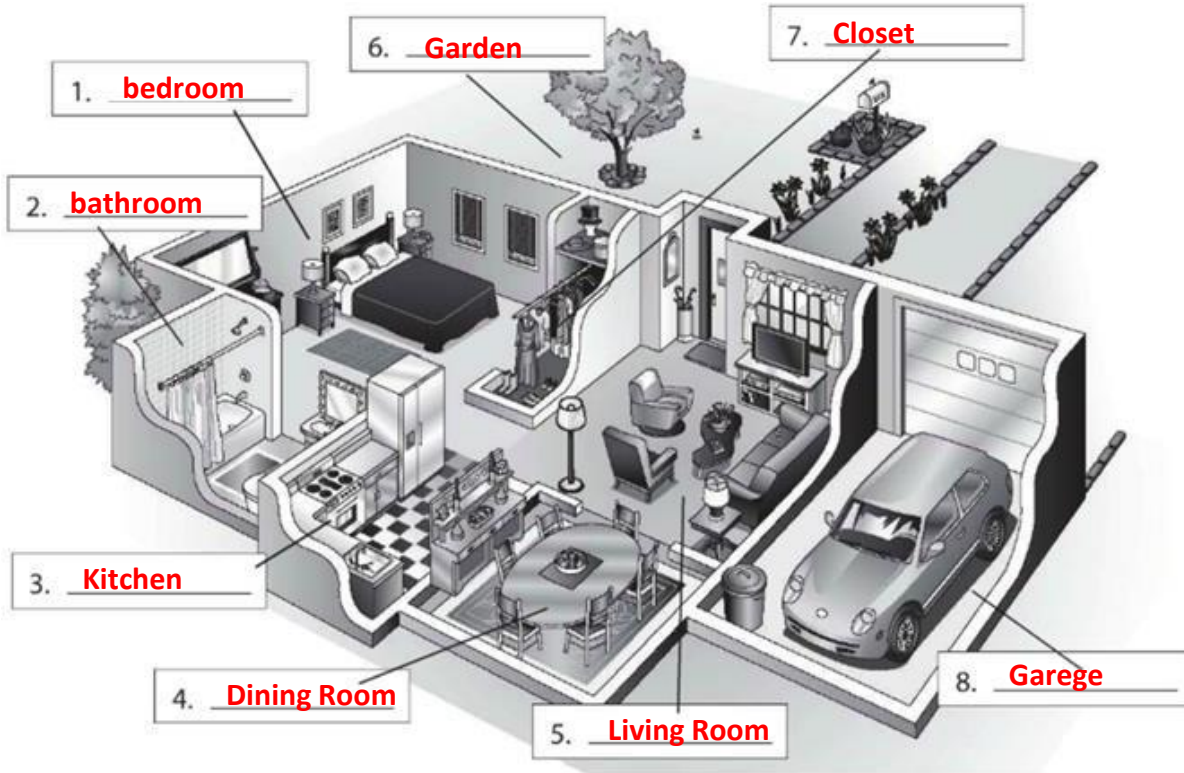 1. bedroom
2. bathroom
3. Kitchen
4. Dining Room
5. Living Room
6. Garden
7. Closet
8. Garege